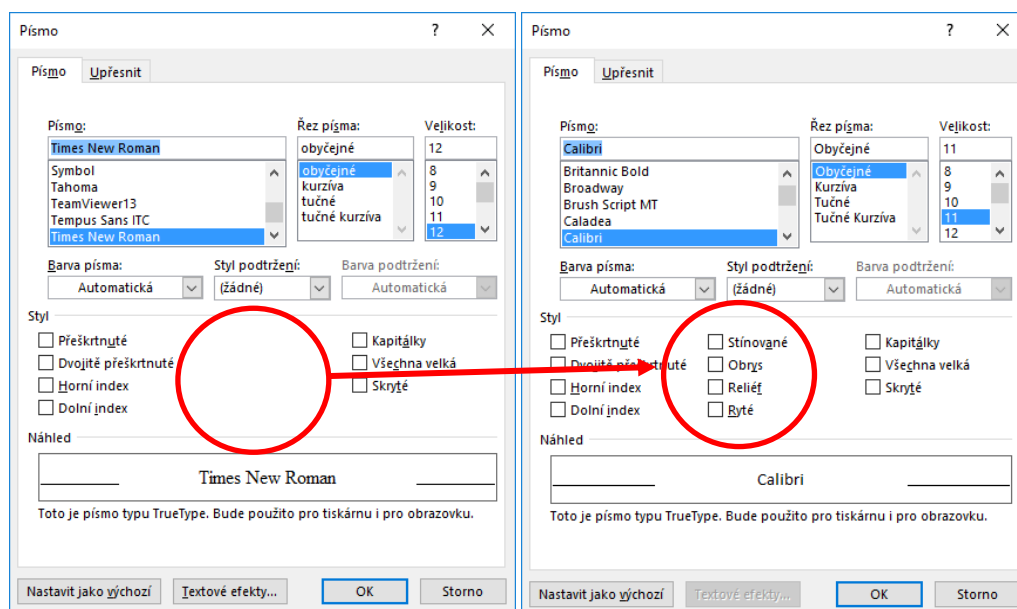 Písmo ? ×
Písmo Upřesnit
Písmo: Řez písma: Velikost:
Times New Roman obyčejné 12
Symbol obyčejné 8
Tahoma kurzíva 9
TeamViewer13 tučné 10
Tempus Sans ITC tučné kurzíva 11
Times New Roman 12
Barva písma: Styl podtržení: Barva podtržení:
Automatická (žádné) Automatická
Styl
Přeškrtnuté Kapitálky
Dvojitě přeškrtnuté Všechna velká
Horní index Skryté
Dolní index
Náhled
Times New Roman
Toto je písmo typu TrueType. Bude použito pro tiskárnu i pro obrazovku.
Nastavit jako výchozí Textové efekty... OK Storno
Písmo ? ×
Písmo Upřesnit
Písmo: Řez písma: Velikost:
Calibri Obyčejné 11
Britannic Bold Obyčejné 8
Broadway Kurzíva 9
Brush Script MT Tučné 10
Caladea Tučné Kurzíva 11
Calibri 12
Barva písma: Styl podtržení: Barva podtržení:
Automatická (žádné) Automatická
Styl
Přeškrtnuté Stínované Kapitálky
Dvojitě přeškrtnuté Obrys Všechna velká
Horní index Reliéf Skryté
Dolní index Ryté
Náhled
Calibri
Toto je písmo typu TrueType. Bude použito pro tiskárnu i pro obrazovku.
Nastavit jako výchozí Textové efekty... OK Storno